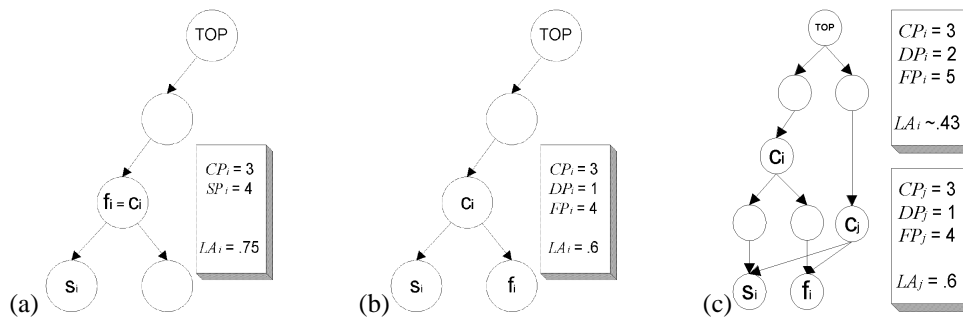 (a)
TOP
fi = ci
si
CPi = 3
SPi = 4
LAi = .75
(b)
TOP
ci
si
fi
CPi = 3
DPi = 1
FPi = 4
LAi = .6
(c)
TOP
ci
cj
si
fi
CPi = 3
DPi = 2
FPi = 5
LAi ~.43
CPj = 3
DPj = 1
FPj = 4
LAj = .6